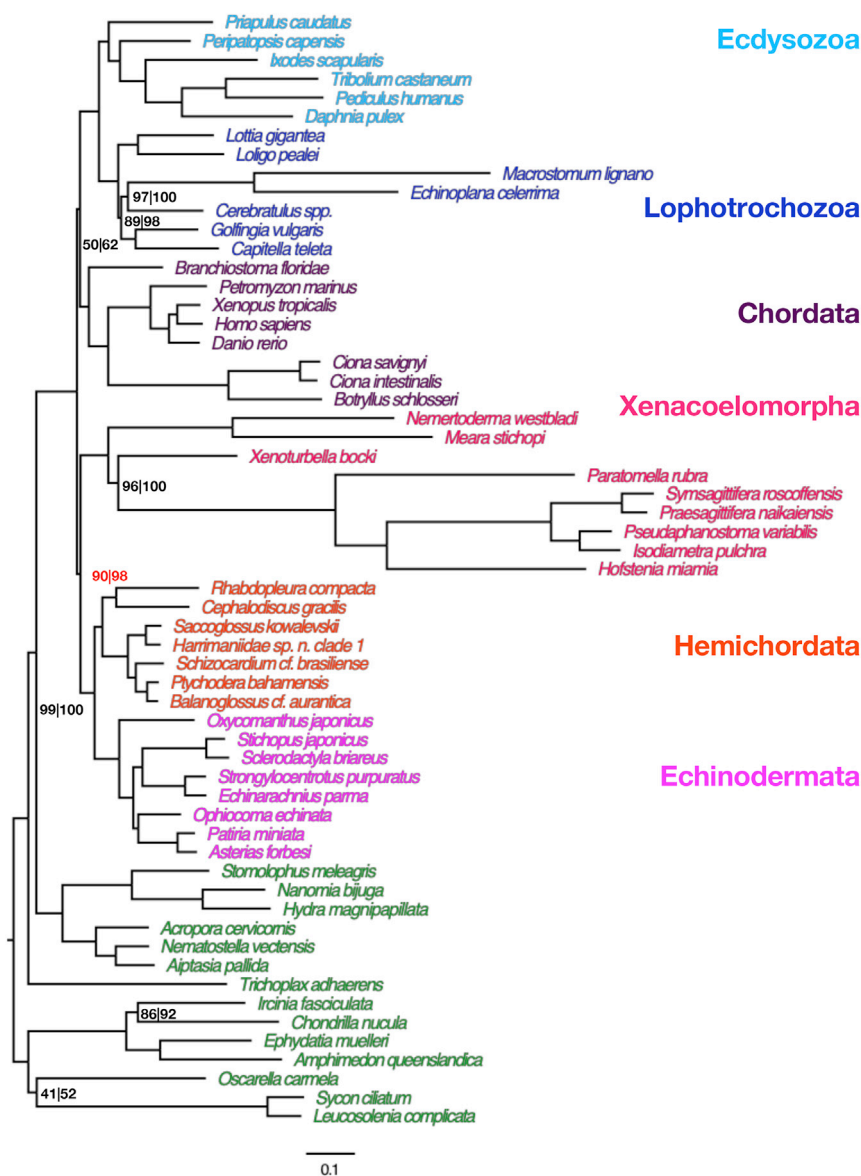 Priapulus caudatus
Peripatopsis capensis
Ecdysozoa
Ixodes scapularis
Tribolium castaneum
Pediculus humanus
Daphnia pulex
Lottia gigantea
Loligo pealei
Macrostomum lignano
Echinoplana celerrima
97|100
Cerebratulus spp.
Lophotrochozoa
89|98
Golfingia vulgaris
50|62
Capitella teleta
Branchiostoma floridae
Petromyzon marinus
Xenopus tropicalis
Chordata
Homo sapiens
Danio rerio
Ciona savignyi
Ciona intestinalis
Botryllus schlosseri
Xenacoelomorpha
Nemertoderma westbladi
Meara stichopi
Xenoturbella bocki
Paratomella rubra
96|100
Symsagittifera roscoffensis
Praesagittifera naikaiensis
Pseudaphanostoma variabilis
Isodiametra pulchra
Hofstenia miamia
90|98
Rhabdopleura compacta
Cephalodiscus gracilis
Saccoglossus kowalevskii
Harrimaniidae sp. n. clade 1
Hemichordata
Schizocardium cf. brasiliense
Ptychodera bahamensis
Balanoglossus cf. aurantica
99|100
Oxycomanthus japonicus
Stichopus japonicus
Sclerodactyla briareus
Strongylocentrotus purpuratus
Echinodermata
Echinarachnius parma
Ophiocoma echinata
Patiria miniata
Asterias forbesi
Stomolophus meleagris
Nanomia bijuga
Hydra magnipapillata
Acropora cervicornis
Nematostella vectensis
Aiptasia pallida
Trichoplax adhaerens
Ircinia fasciculata
86|92
Chondrilla nucula
Ephydatia muelleri
Amphimedon queenslandica
Oscarella carmela
41|52
Sycon ciliatum
Leucosolenia complicata
0.1